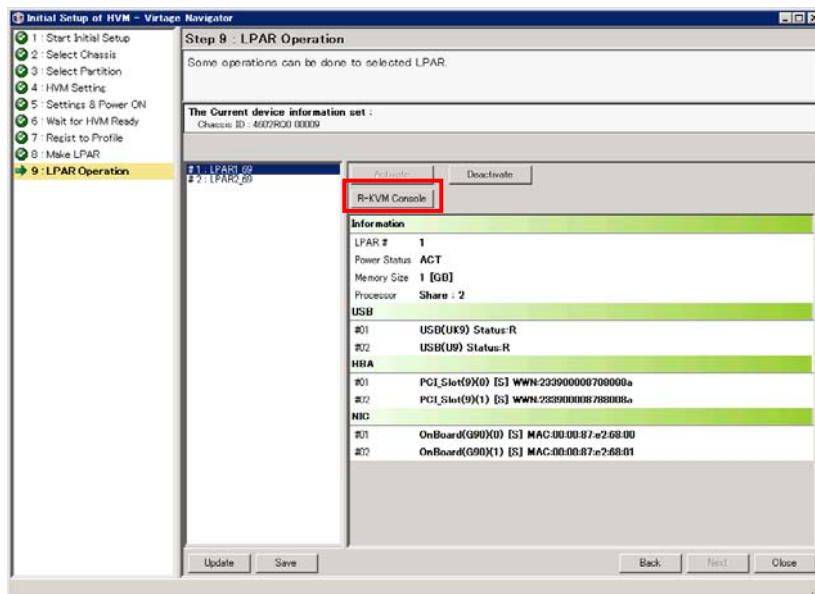 Initial Setup of HVM - Virtage Navigator
1 : Start Initial Setup
2 : Select Chassis
3 : Select Partition
4 : HVM Setting
5 : Settings & Power ON
6 : Wait for HVM Ready
7 : Regist to Profile
8 : Make LPAR
9 : LPAR Operation
Step 9 : LPAR Operation
Some operations can be done to selected LPAR.
The Current device information set :
Chassis ID : 4602RQ0 00009
# 1 : LPAR1_69
# 2 : LPAR2_69
Activate Deactivate
R-KVM Console
Information
LPAR # 1
Power Status ACT
Memory Size 1 [GB]
Processor Share : 2
USB
#01 USB(UK9) Status:R
#02 USB(U9) Status:R
HBA
#01 PCI_Slot(9)(0) [S] WWN:233900008708008a
#02 PCI_Slot(9)(1) [S] WWN:233900008788008a
NIC
#01 OnBoard(G90)(0) [S] MAC:00:00:87:e2:68:00
#02 OnBoard(G90)(1) [S] MAC:00:00:87:e2:68:01
Update Save Back Next Close